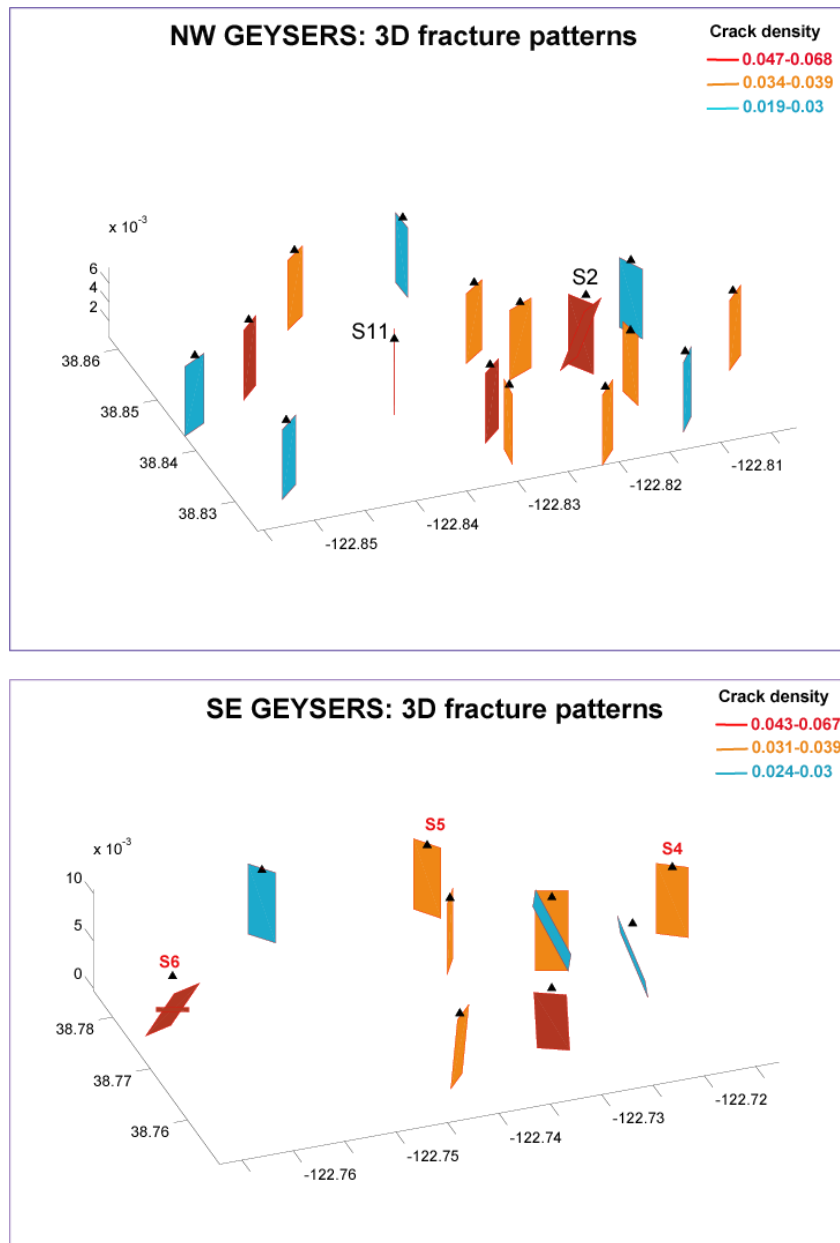 NW GEYSERS: 3D fracture patterns
Crack density
0.047-0.068
0.034-0.039
0.019-0.03
x 10⁻³
6
4
2
S2
S11
38.86
38.85
38.84
38.83
-122.85
-122.84
-122.83
-122.82
-122.81
SE GEYSERS: 3D fracture patterns
Crack density
0.043-0.067
0.031-0.039
0.024-0.03
S5
S4
x 10⁻³
10
5
0
S6
38.78
38.77
38.76
-122.76
-122.75
-122.74
-122.73
-122.72